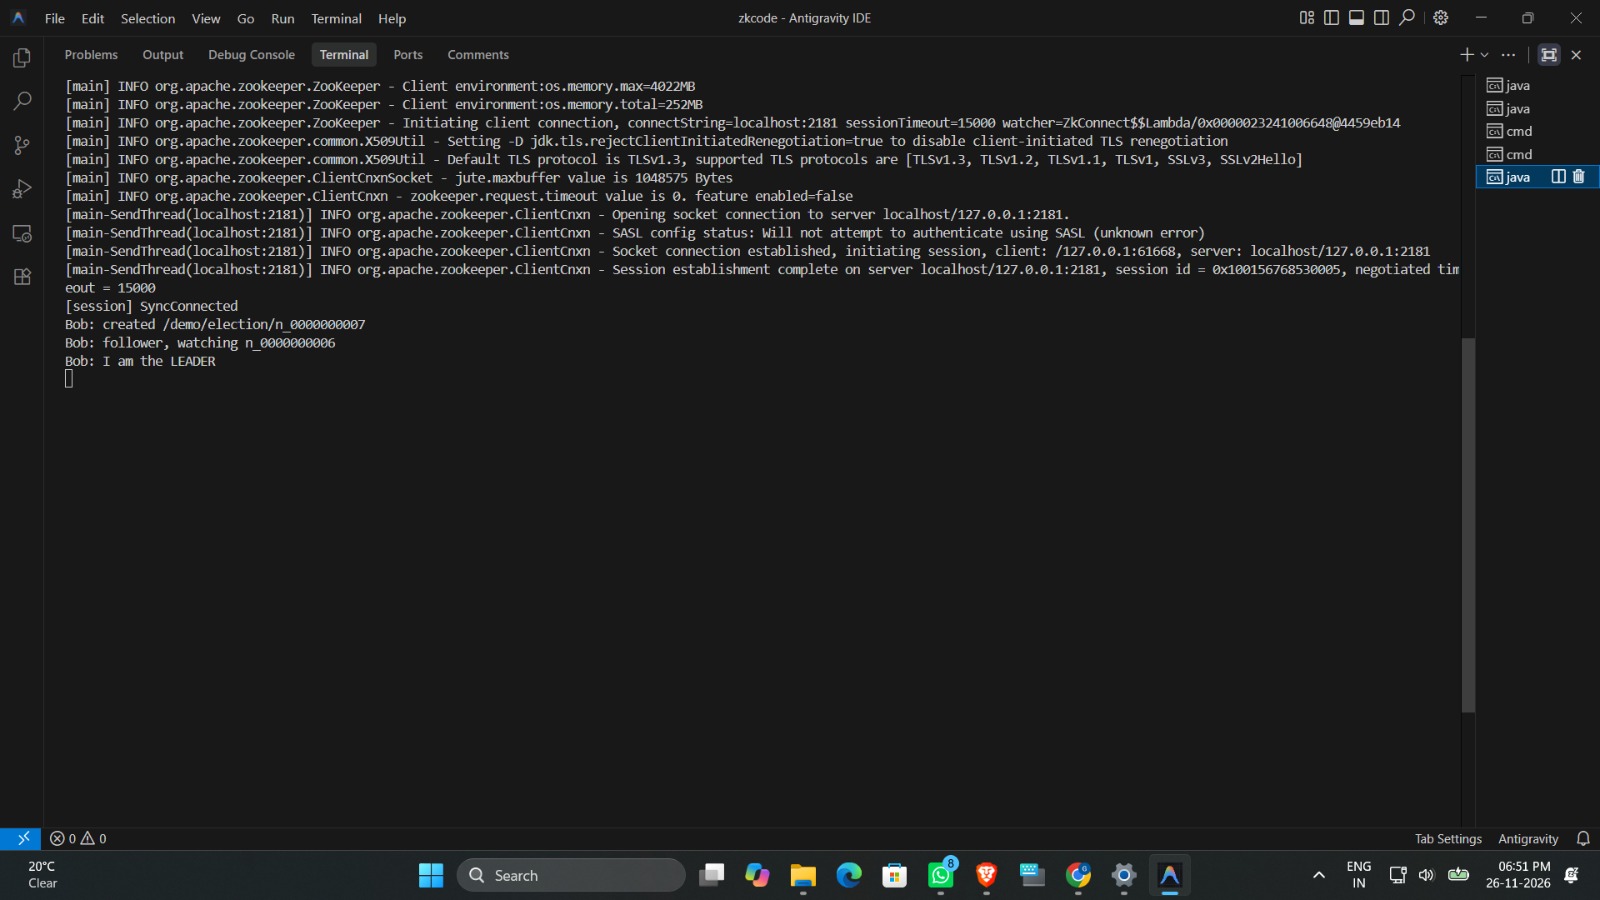 File Edit Selection View Go Run Terminal Help
zkcode - Antigravity IDE
Problems Output Debug Console Terminal Ports Comments
[main] INFO org.apache.zookeeper.ZooKeeper - Client environment:os.memory.max=4022MB
[main] INFO org.apache.zookeeper.ZooKeeper - Client environment:os.memory.total=252MB
[main] INFO org.apache.zookeeper.ZooKeeper - Initiating client connection, connectString=localhost:2181 sessionTimeout=15000 watcher=ZkConnect$$Lambda/0x0000023241006648@4459eb14
[main] INFO org.apache.zookeeper.common.X509Util - Setting -D jdk.tls.rejectClientInitiatedRenegotiation=true to disable client-initiated TLS renegotiation
[main] INFO org.apache.zookeeper.common.X509Util - Default TLS protocol is TLSv1.3, supported TLS protocols are [TLSv1.3, TLSv1.2, TLSv1.1, TLSv1, SSLv3, SSLv2Hello]
[main] INFO org.apache.zookeeper.ClientCnxnSocket - jute.maxbuffer value is 1048575 Bytes
[main] INFO org.apache.zookeeper.ClientCnxn - zookeeper.request.timeout value is 0. feature enabled=false
[main-SendThread(localhost:2181)] INFO org.apache.zookeeper.ClientCnxn - Opening socket connection to server localhost/127.0.0.1:2181.
[main-SendThread(localhost:2181)] INFO org.apache.zookeeper.ClientCnxn - SASL config status: Will not attempt to authenticate using SASL (unknown error)
[main-SendThread(localhost:2181)] INFO org.apache.zookeeper.ClientCnxn - Socket connection established, initiating session, client: /127.0.0.1:61668, server: localhost/127.0.0.1:2181
[main-SendThread(localhost:2181)] INFO org.apache.zookeeper.ClientCnxn - Session establishment complete on server localhost/127.0.0.1:2181, session id = 0x100156768530005, negotiated tim
eout = 15000
[session] SyncConnected
Bob: created /demo/election/n_0000000007
Bob: follower, watching n_0000000006
Bob: I am the LEADER
java
java
cmd
cmd
java
0 0
Tab Settings Antigravity
20°C
Clear
Search
8
6
ENG
IN
06:51 PM
26-11-2026